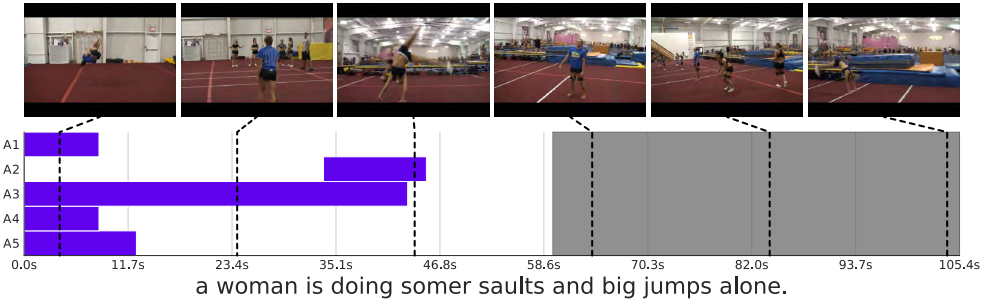 A1
A2
A3
A4
A5
0.0s 11.7s 23.4s 35.1s 46.8s 58.6s 70.3s 82.0s 93.7s 105.4s
a woman is doing somer saults and big jumps alone.